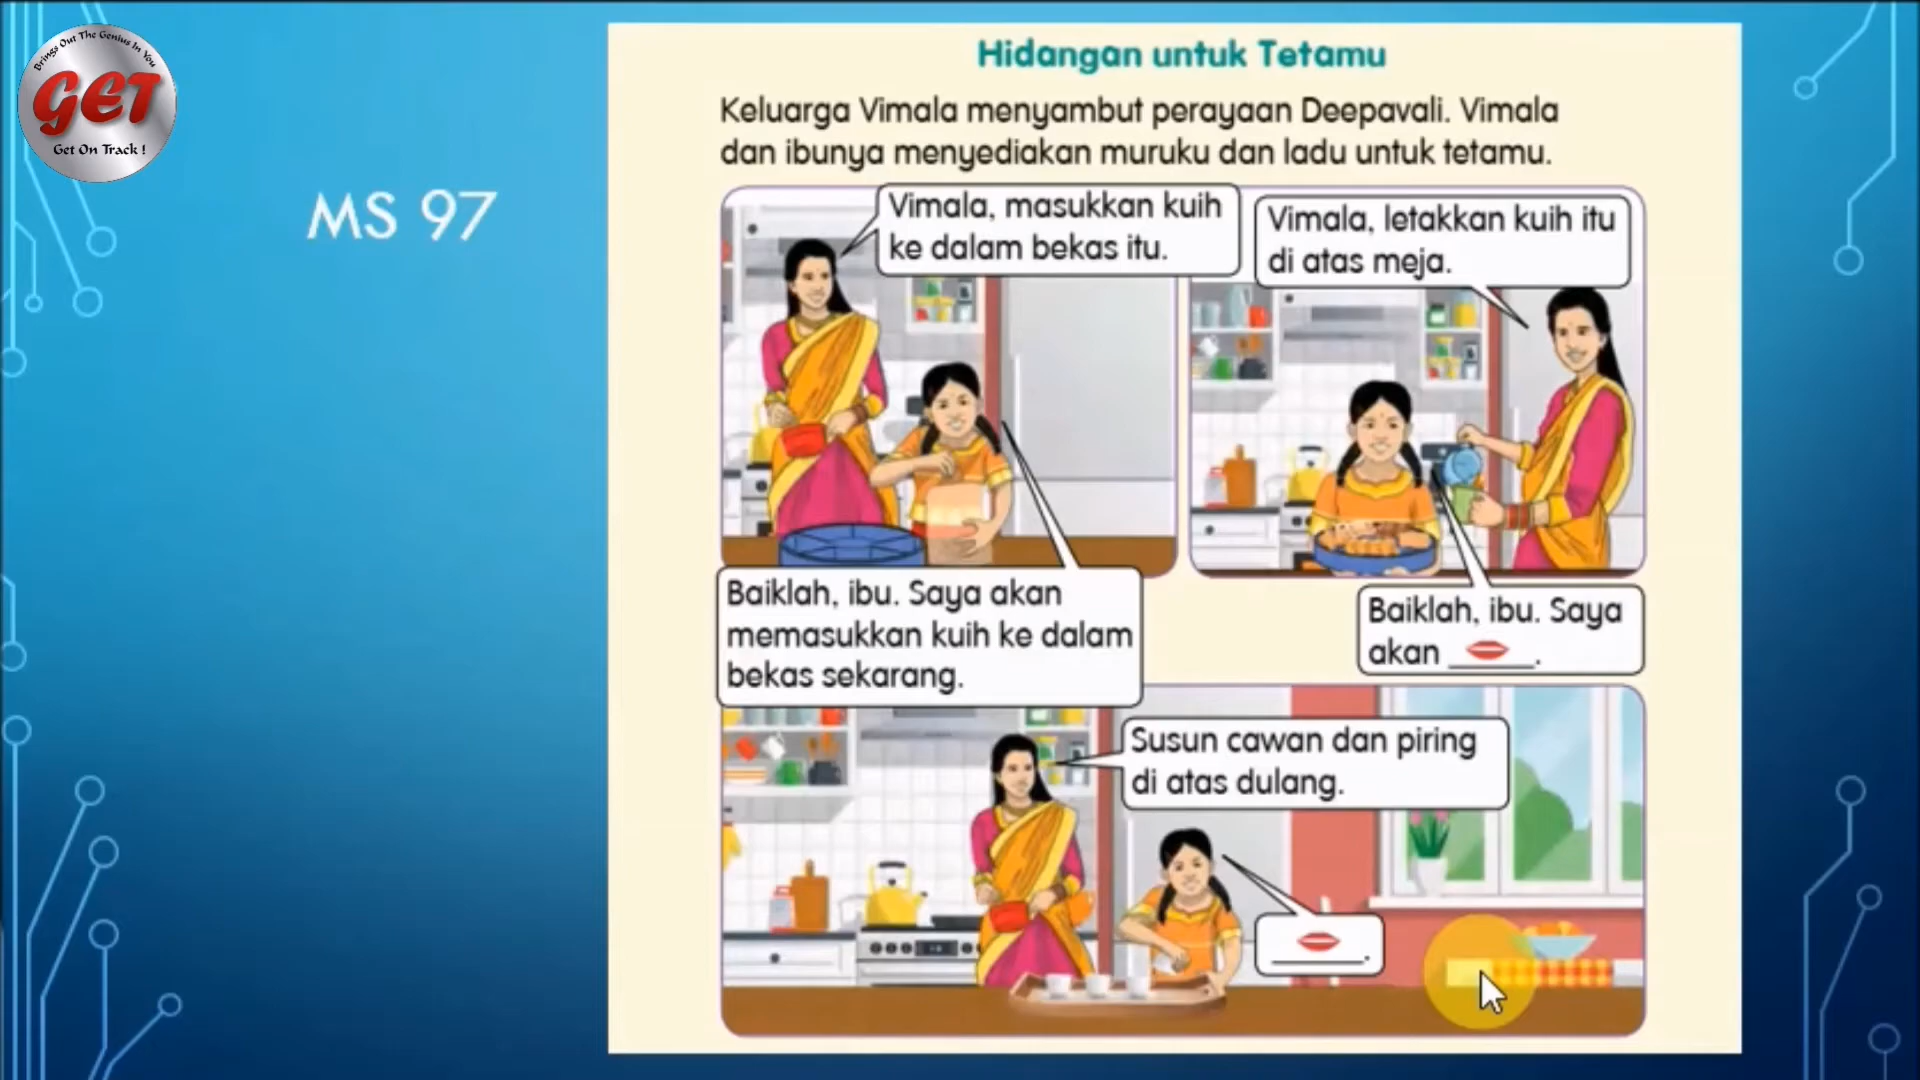 Brings Out The Genius In You
GET
Get On Track !
MS 97
Hidangan untuk Tetamu
Keluarga Vimala menyambut perayaan Deepavali. Vimala
dan ibunya menyediakan muruku dan ladu untuk tetamu.
Vimala, masukkan kuih
ke dalam bekas itu.
Vimala, letakkan kuih itu
di atas meja.
Baiklah, ibu. Saya akan
memasukkan kuih ke dalam
bekas sekarang.
Baiklah, ibu. Saya
akan ______.
Susun cawan dan piring
di atas dulang.
______.